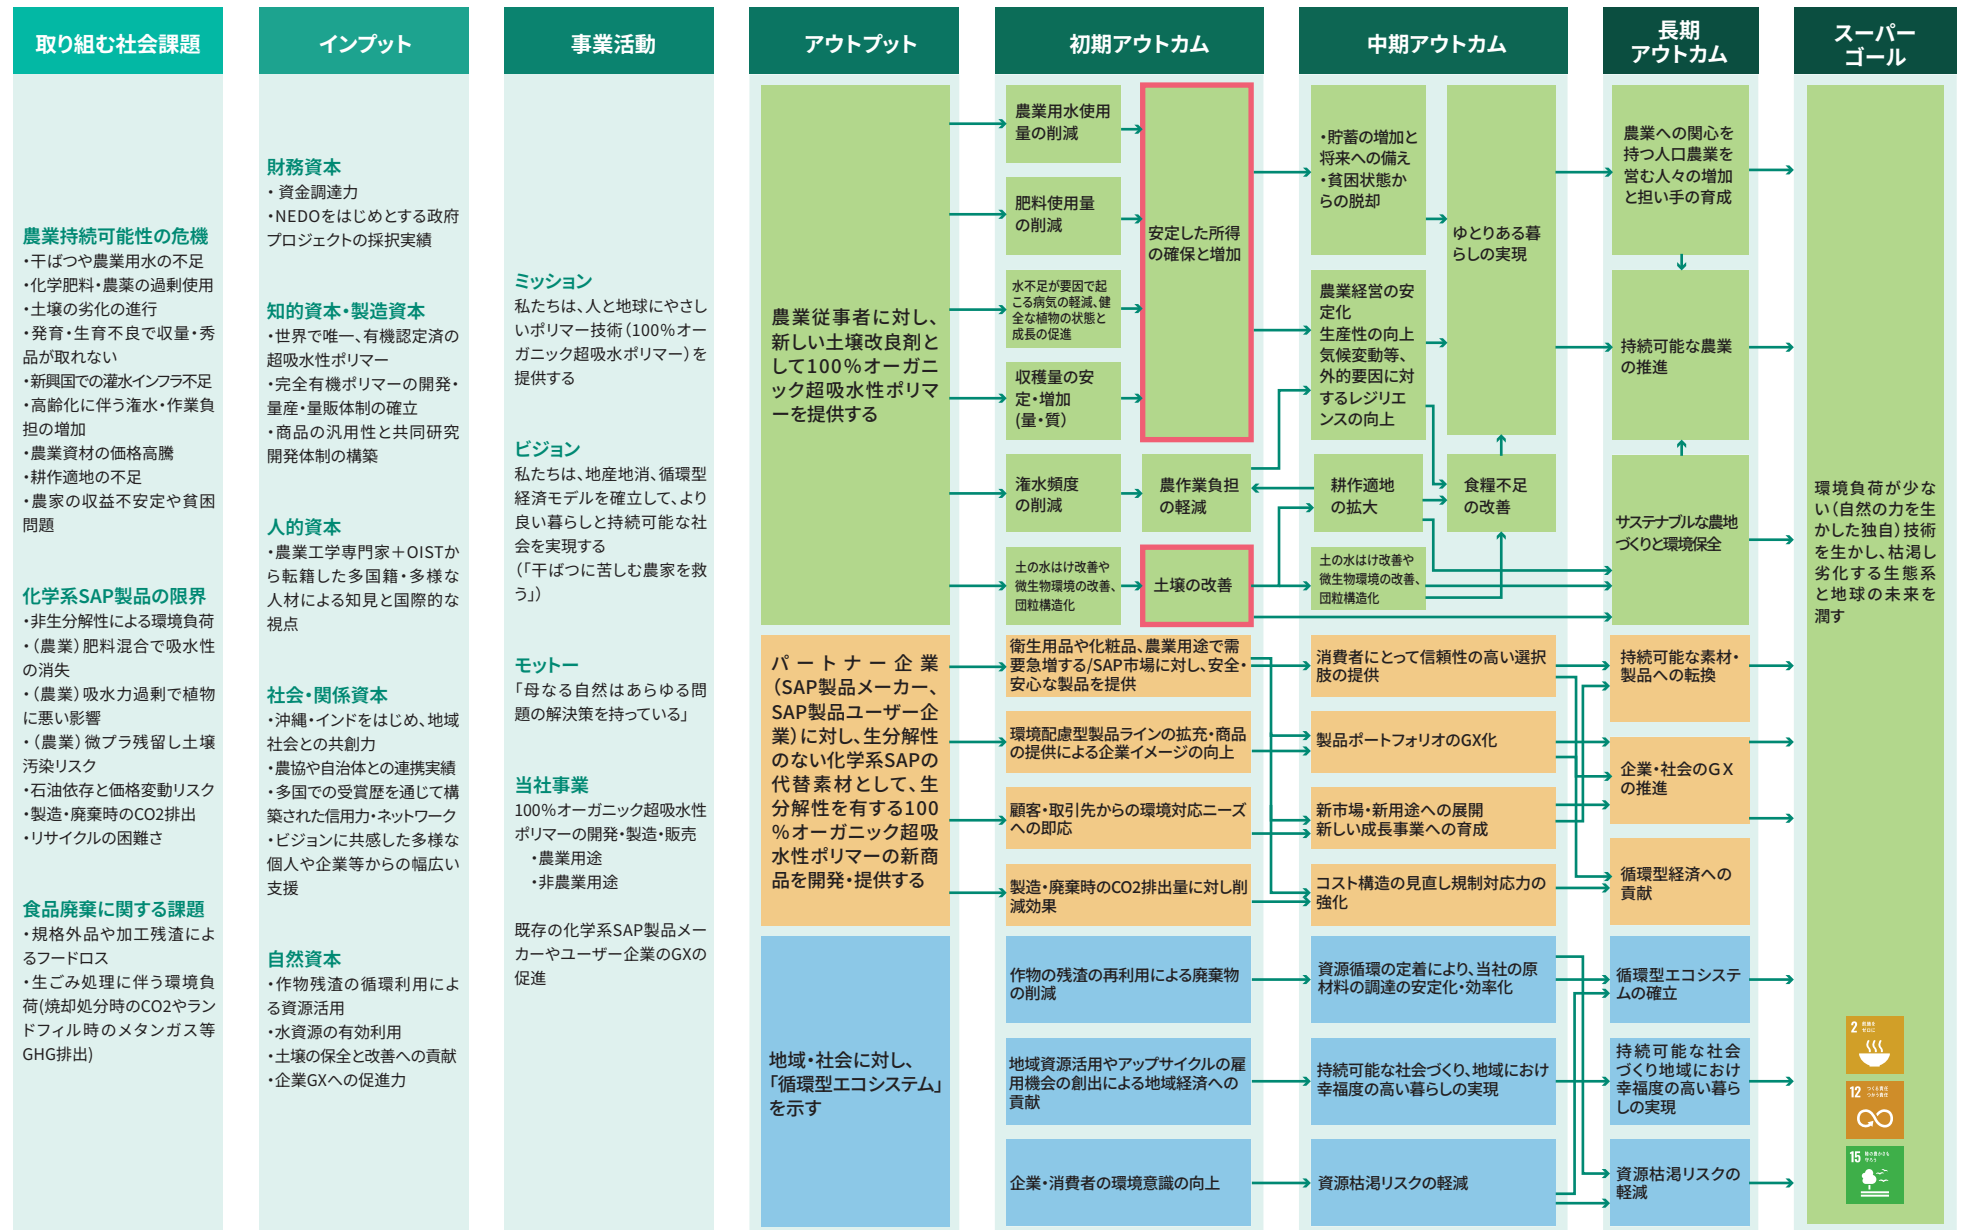 取り組む社会課題
農業持続可能性の危機
・干ばつや農業用水の不足
・化学肥料・農薬の過剰使用
・土壌の劣化の進行
・発育・生育不良で収量・秀
品が取れない
・新興国での灌水インフラ不足
・高齢化に伴う潅水・作業負
担の増加
・農業資材の価格高騰
・耕作適地の不足
・農家の収益不安定や貧困
問題
化学系SAP製品の限界
・非生分解性による環境負荷
・（農業）肥料混合で吸水性
の消失
・（農業）吸水力過剰で植物
に悪い影響
・（農業）微プラ残留し土壌
汚染リスク
・石油依存と価格変動リスク
・製造・廃棄時のCO2排出
・リサイクルの困難さ
食品廃棄に関する課題
・規格外品や加工残渣によ
るフードロス
・生ごみ処理に伴う環境負
荷(焼却処分時のCO2やラン
ドフィル時のメタンガス等
GHG排出)
インプット
財務資本
・資金調達力
・NEDOをはじめとする政府
プロジェクトの採択実績
知的資本・製造資本
・世界で唯一、有機認定済の
超吸水性ポリマー
・完全有機ポリマーの開発・
量産・量販体制の確立
・商品の汎用性と共同研究
開発体制の構築
人的資本
・農業工学専門家＋OISTか
ら転籍した多国籍・多様な
人材による知見と国際的な
視点
社会・関係資本
・沖縄・インドをはじめ、地域
社会との共創力
・農協や自治体との連携実績
・多国での受賞歴を通じて構
築された信用力・ネットワーク
・ビジョンに共感した多様な
個人や企業等からの幅広い
支援
自然資本
・作物残渣の循環利用によ
る資源活用
・水資源の有効利用
・土壌の保全と改善への貢献
・企業GXへの促進力
事業活動
ミッション
私たちは、人と地球にやさし
いポリマー技術（100%オー
ガニック超吸水ポリマー）を
提供する
ビジョン
私たちは、地産地消、循環型
経済モデルを確立して、より
良い暮らしと持続可能な社
会を実現する
（「干ばつに苦しむ農家を救
う」）
モットー
「母なる自然はあらゆる問
題の解決策を持っている」
当社事業
100%オーガニック超吸水性
ポリマーの開発・製造・販売
・農業用途
・非農業用途
既存の化学系SAP製品メー
カーやユーザー企業のGXの
促進
アウトプット
農業従事者に対し、
新しい土壌改良剤と
して100%オーガニ
ック超吸水性ポリマ
ーを提供する
パートナー企業
（SAP製品メーカー、
SAP製品ユーザー企
業）に対し、生分解性
のない化学系SAPの
代替素材として、生
分解性を有する100
%オーガニック超吸
水性ポリマーの新商
品を開発・提供する
地域・社会に対し、
「循環型エコシステム」
を示す
初期アウトカム
農業用水使用
量の削減
肥料使用量
の削減
水不足が要因で起
こる病気の軽減、健
全な植物の状態と
成長の促進
収穫量の安
定・増加
(量・質）
安定した所得
の確保と増加
潅水頻度
の削減
農作業負担
の軽減
土の水はけ改善や
微生物環境の改善、
団粒構造化
土壌の改善
衛生用品や化粧品、農業用途で需
要急増する/SAP市場に対し、安全・
安心な製品を提供
環境配慮型製品ラインの拡充・商品
の提供による企業イメージの向上
顧客・取引先からの環境対応ニーズ
への即応
製造・廃棄時のCO2排出量に対し削
減効果
作物の残渣の再利用による廃棄物
の削減
地域資源活用やアップサイクルの雇
用機会の創出による地域経済への
貢献
企業・消費者の環境意識の向上
中期アウトカム
・貯蓄の増加と
将来への備え
・貧困状態か
らの脱却
農業経営の安
定化
生産性の向上
気候変動等、
外的要因に対
するレジリエ
ンスの向上
ゆとりある暮
らしの実現
耕作適地
の拡大
食糧不足
の改善
土の水はけ改善や
微生物環境の改善、
団粒構造化
消費者にとって信頼性の高い選択
肢の提供
製品ポートフォリオのGX化
新市場・新用途への展開
新しい成長事業への育成
コスト構造の見直し規制対応力の
強化
資源循環の定着により、当社の原
材料の調達の安定化・効率化
持続可能な社会づくり、地域におけ
幸福度の高い暮らしの実現
資源枯渇リスクの軽減
長期
アウトカム
農業への関心を
持つ人口農業を
営む人々の増加
と担い手の育成
持続可能な農業
の推進
サステナブルな農地
づくりと環境保全
持続可能な素材・
製品への転換
企業・社会のＧＸ
の推進
循環型経済への
貢献
循環型エコシステ
ムの確立
持続可能な社会
づくり地域におけ
幸福度の高い暮ら
しの実現
資源枯渇リスクの
軽減
スーパー
ゴール
環境負荷が少な
い（自然の力を生
かした独自）技術
を生かし、枯渇し
劣化する生態系
と地球の未来を
潤す
2 飢餓を
ゼロに
12 つくる責任
つかう責任
15 陸の豊かさも
守ろう